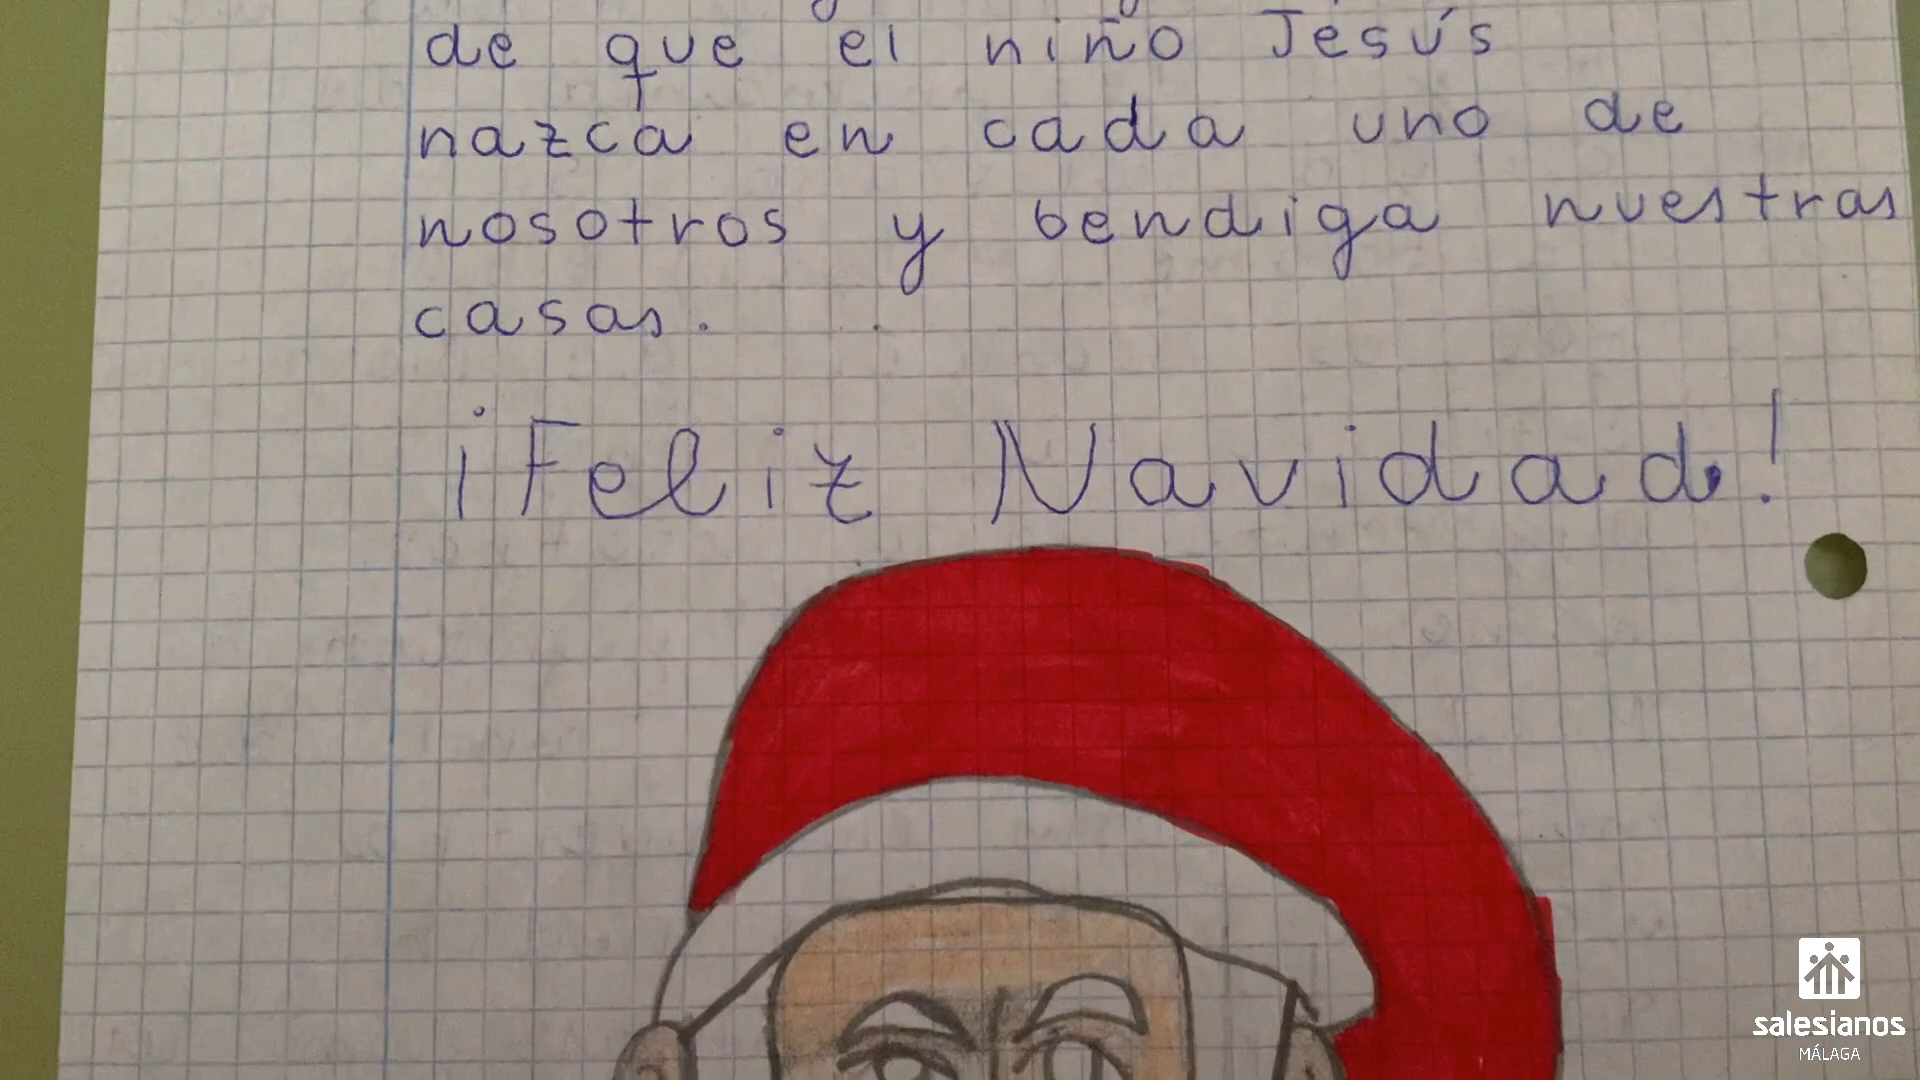 de que el niño Jesús
nazca en cada uno de
nosotros y bendiga nuestras
casas.
¡Feliz Navidad!
salesianos
MÁLAGA